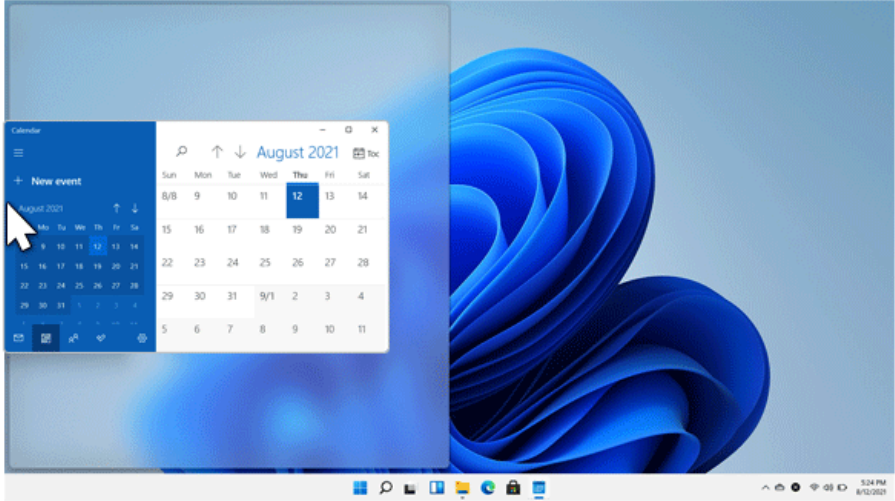 Calendar
New event
August 2021
Mo Tu We Th Fr Sa
9 10 11 12 13 14
15 16 17 18 19 20 21
22 23 24 25 26 27 28
29 30 31 1 2 3 4
August 2021 Toc
Sun Mon Tue Wed Thu Fri Sat
8/8 9 10 11 12 13 14
15 16 17 18 19 20 21
22 23 24 25 26 27 28
29 30 31 9/1 2 3 4
5 6 7 8 9 10 11
5:24 PM
8/12/2021